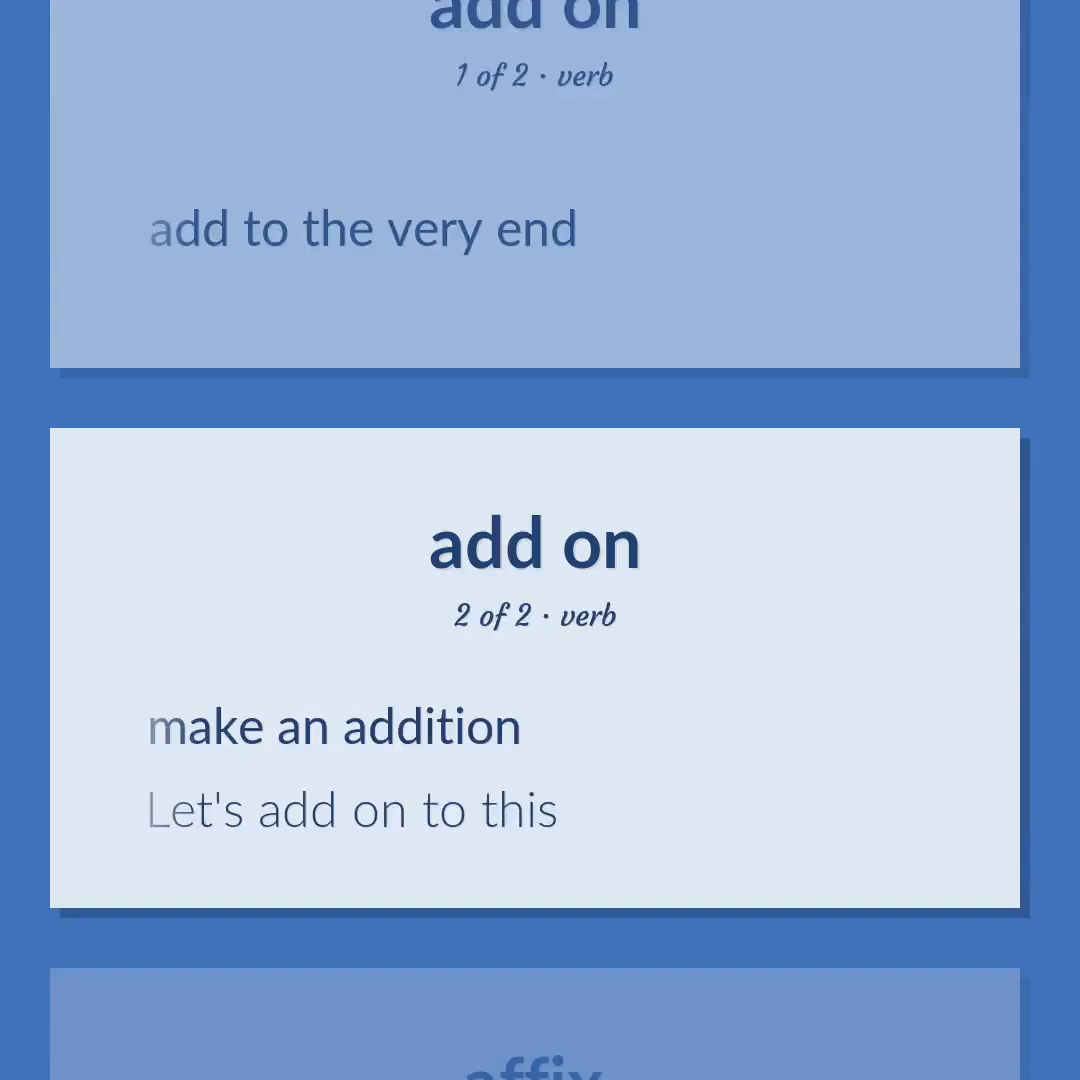 add on
1 of 2 · verb
add to the very end
add on
2 of 2 · verb
make an addition
Let's add on to this
affix